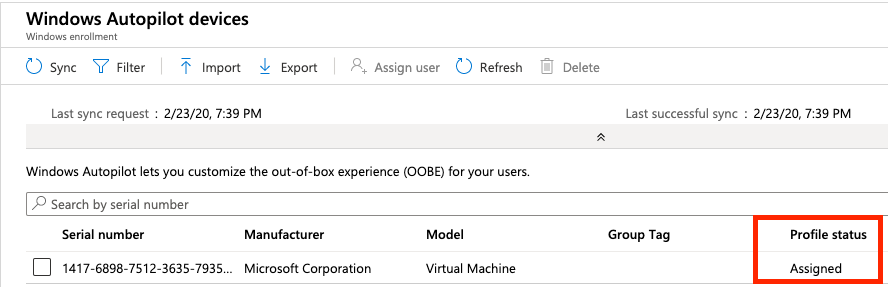 Windows Autopilot devices
Windows enrollment
Sync Filter Import Export Assign user Refresh Delete
Last sync request : 2/23/20, 7:39 PM Last successful sync : 2/23/20, 7:39 PM
Windows Autopilot lets you customize the out-of-box experience (OOBE) for your users.
Search by serial number
Serial number Manufacturer Model Group Tag Profile status
1417-6898-7512-3635-7935... Microsoft Corporation Virtual Machine Assigned